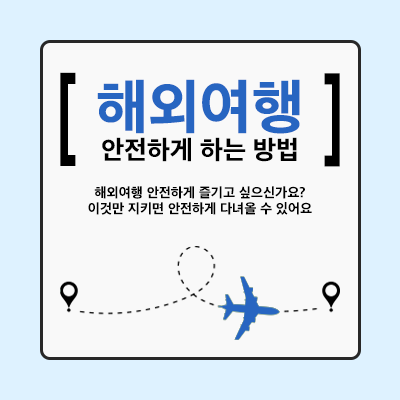 [ 해외여행 ]
안전하게 하는 방법
해외여행 안전하게 즐기고 싶으신가요?
이것만 지키면 안전하게 다녀올 수 있어요